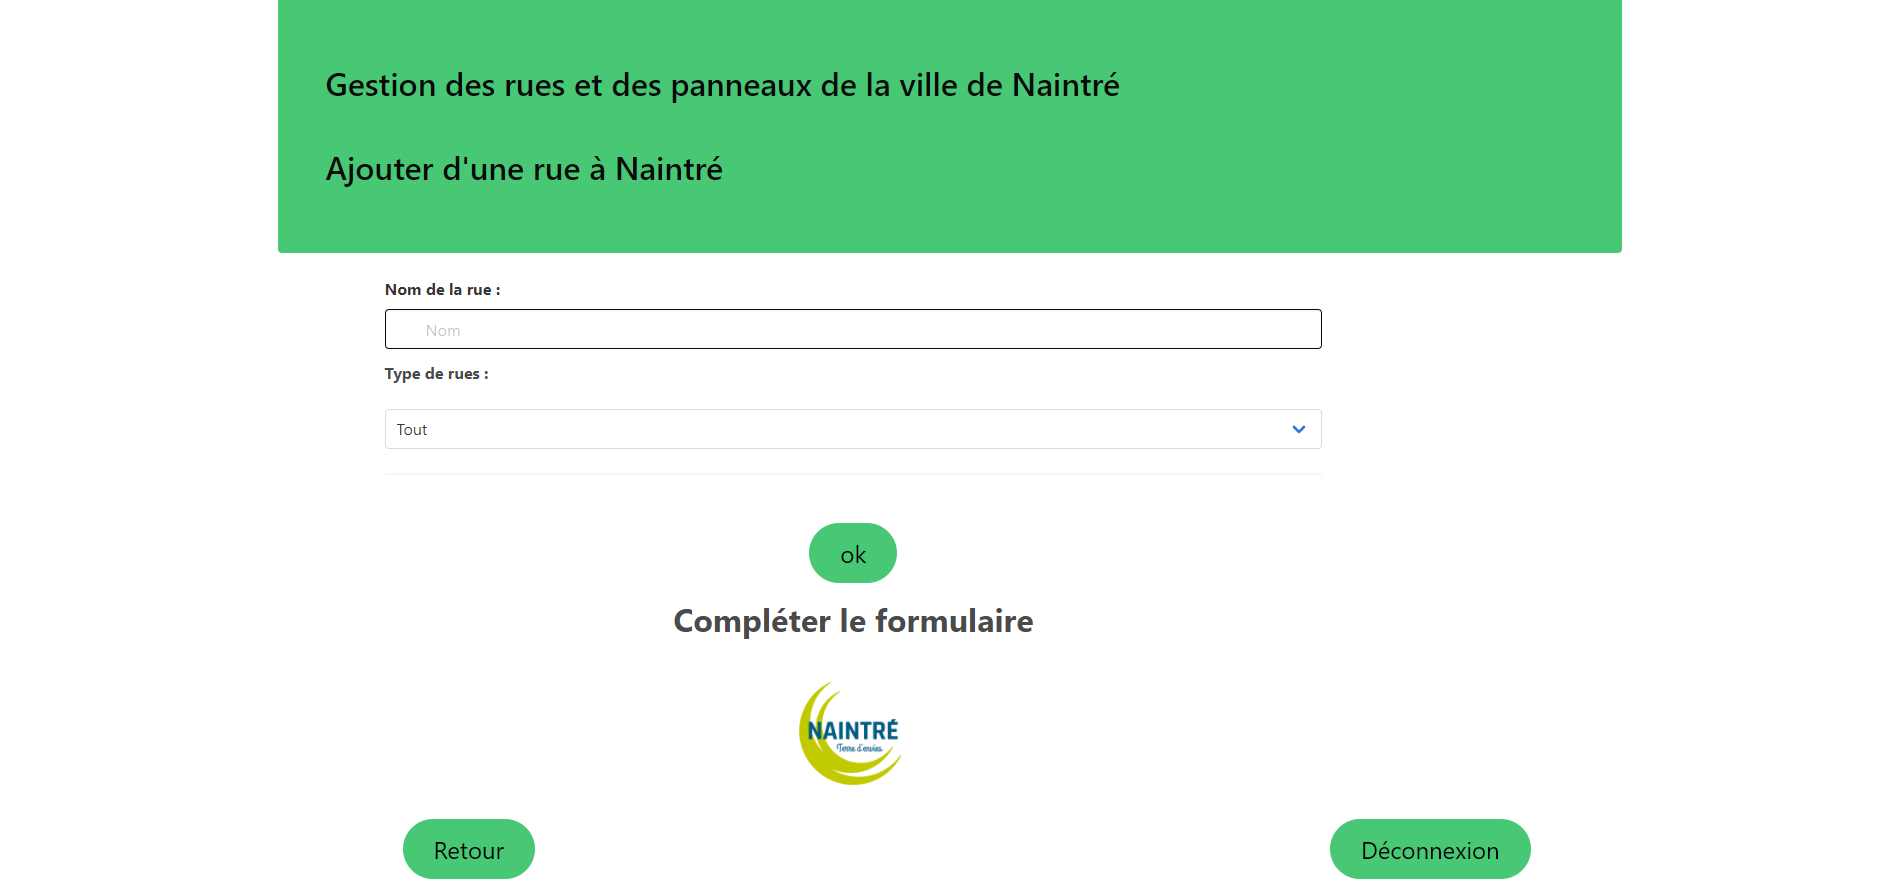 Gestion des rues et des panneaux de la ville de Naintré
Ajouter d'une rue à Naintré
Nom de la rue :
Nom
Type de rues :
Tout
ok
Compléter le formulaire
NAINTRÉ
Terre d'envies
Retour
Déconnexion